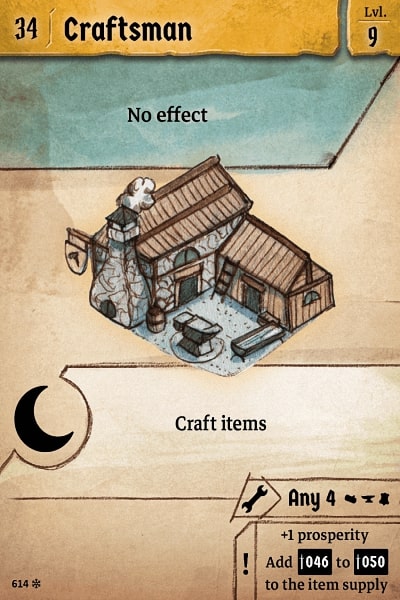 34 Craftsman
Lvl.
9
No effect
Craft items
Any 4
+1 prosperity
! Add 046 to 050
to the item supply
614